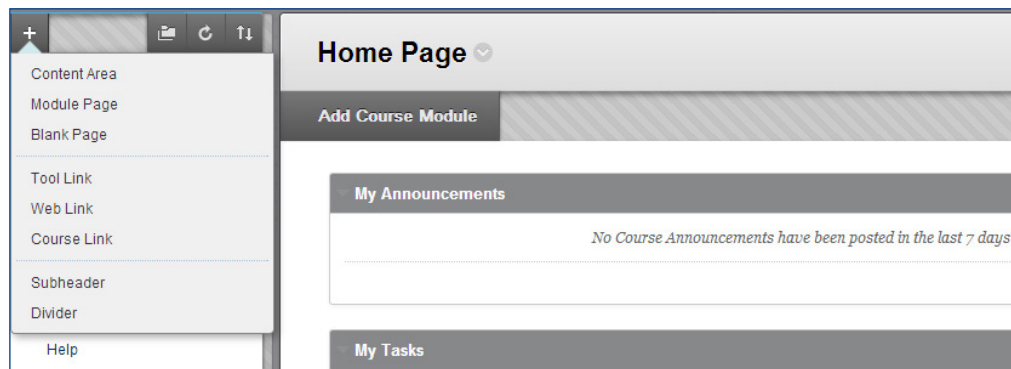 +
Content Area
Module Page
Blank Page
Tool Link
Web Link
Course Link
Subheader
Divider
Help
Home Page
Add Course Module
My Announcements
No Course Announcements have been posted in the last 7 days
My Tasks